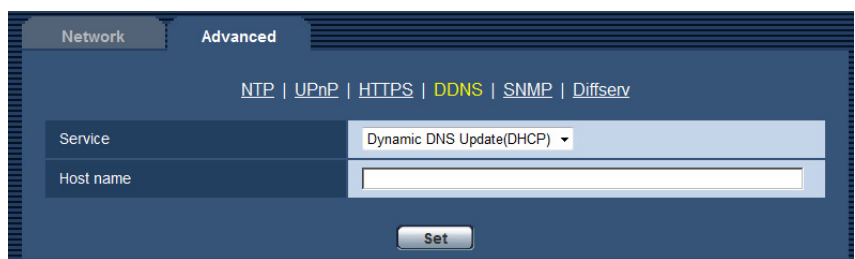 Network Advanced
NTP | UPnP | HTTPS | DDNS | SNMP | Diffserv
Service Dynamic DNS Update(DHCP)
Host name
Set